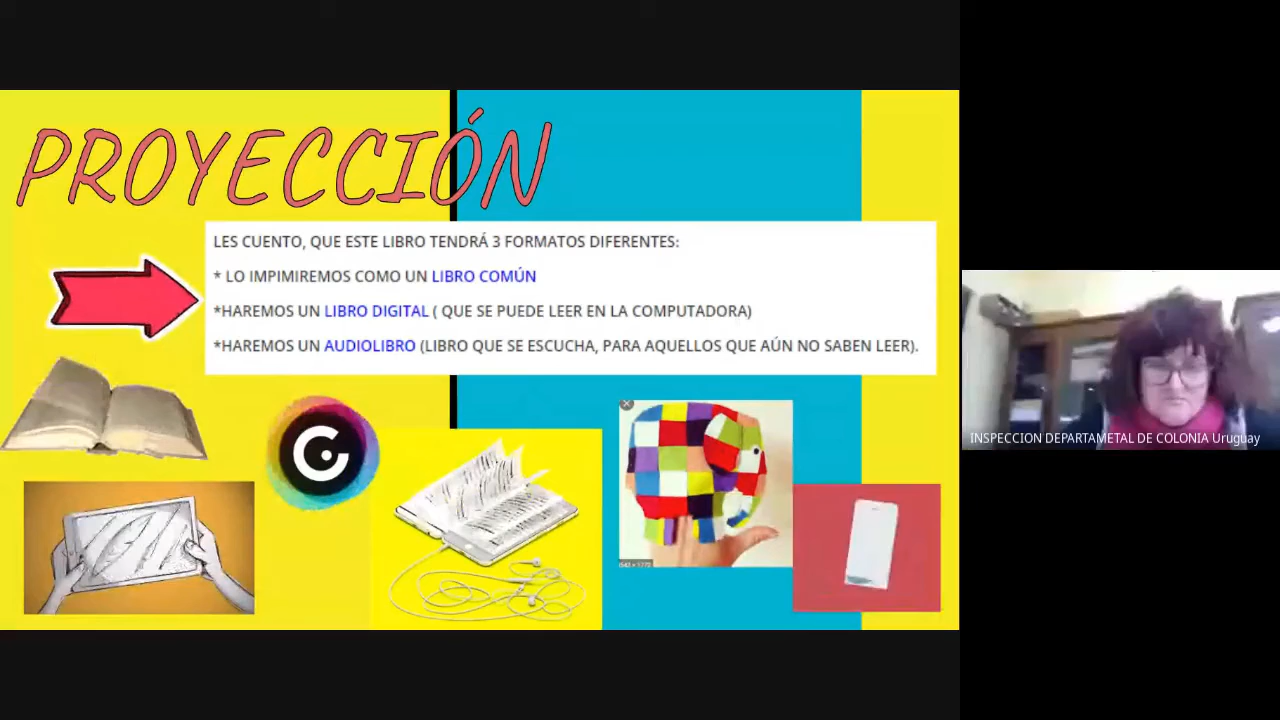 PROYECCIÓN
LES CUENTO, QUE ESTE LIBRO TENDRÁ 3 FORMATOS DIFERENTES:
* LO IMPIMIREMOS COMO UN LIBRO COMÚN
*HAREMOS UN LIBRO DIGITAL ( QUE SE PUEDE LEER EN LA COMPUTADORA)
*HAREMOS UN AUDIOLIBRO (LIBRO QUE SE ESCUCHA, PARA AQUELLOS QUE AÚN NO SABEN LEER).
INSPECCION DEPARTAMETAL DE COLONIA Uruguay